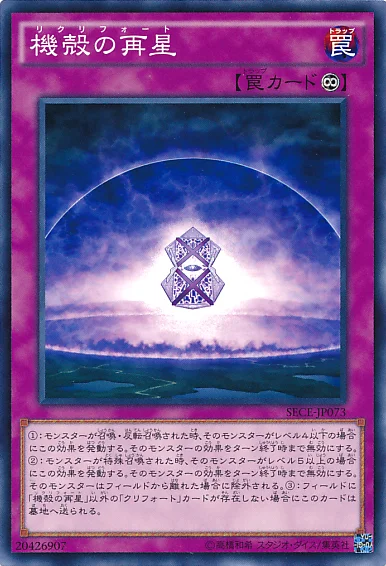 リクリフォート
機殻の再星
トラップ
罠
【罠カード】
SECE-JP073
①：モンスターが召喚・反転召喚された時、そのモンスターがレベル４以下の場合
にこの効果を発動する。そのモンスターの効果をターン終了時まで無効にする。
②：モンスターが特殊召喚された時、そのモンスターがレベル５以上の場合
にこの効果を発動する。そのモンスターの効果をターン終了時まで無効にする。
そのモンスターはフィールドから離れた場合に除外される。③：フィールドに
「機殻の再星」以外の「クリフォート」カードが存在しない場合にこのカードは
墓地へ送られる。
20426907
©高橋和希 スタジオ・ダイス/集英社